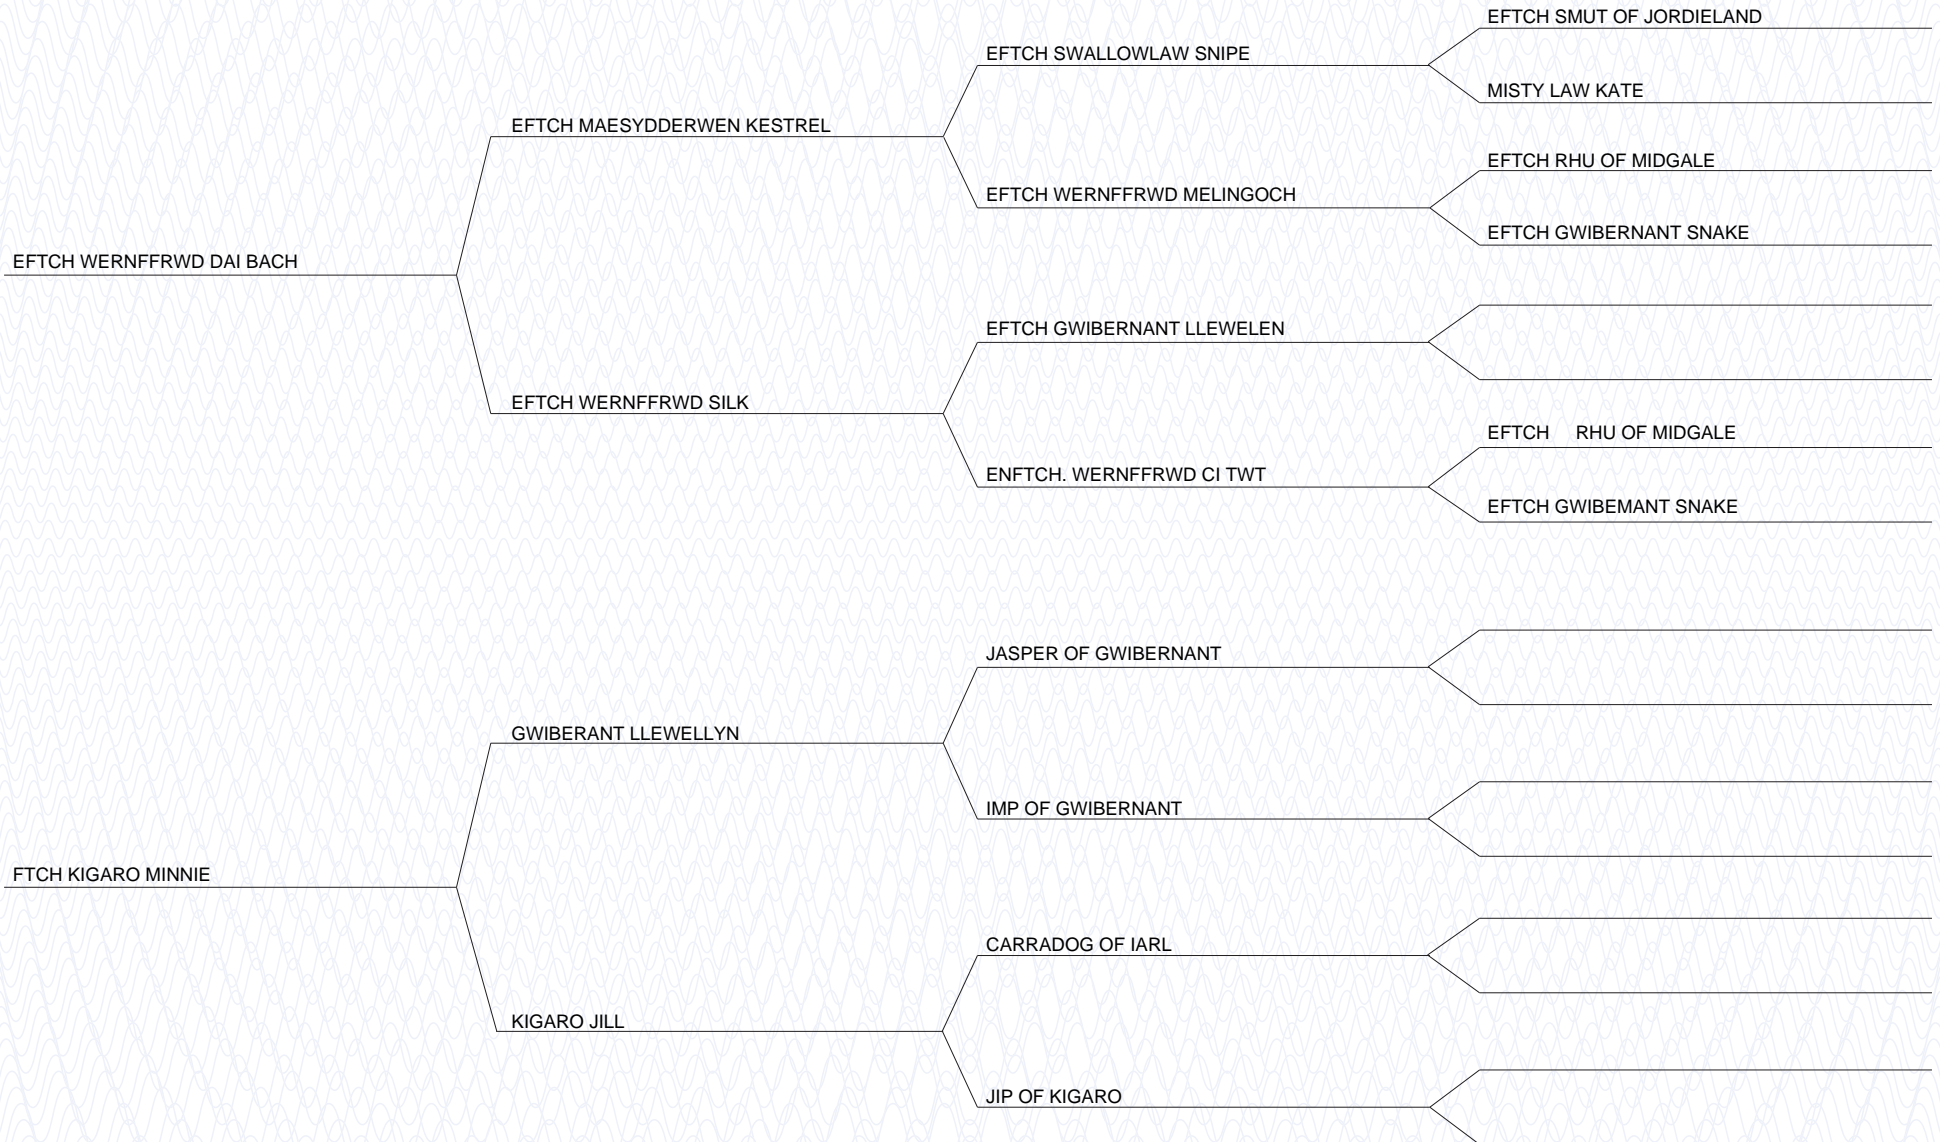 EFTCH SMUT OF JORDIELAND
EFTCH SWALLOWLAW SNIPE
MISTY LAW KATE
EFTCH MAESYDDERWEN KESTREL
EFTCH RHU OF MIDGALE
EFTCH WERNFFRWD MELINGOCH
EFTCH GWIBERNANT SNAKE
EFTCH WERNFFRWD DAI BACH
EFTCH GWIBERNANT LLEWELEN
EFTCH WERNFFRWD SILK
EFTCH RHU OF MIDGALE
ENFTCH. WERNFFRWD CI TWT
EFTCH GWIBEMANT SNAKE
JASPER OF GWIBERNANT
GWIBERANT LLEWELLYN
IMP OF GWIBERNANT
FTCH KIGARO MINNIE
CARRADOG OF IARL
KIGARO JILL
JIP OF KIGARO